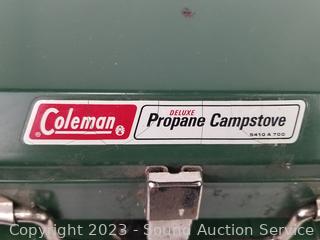 Coleman®
DELUXE
Propane Campstove
5410 A 700
Copyright 2023 - Sound Auction Service